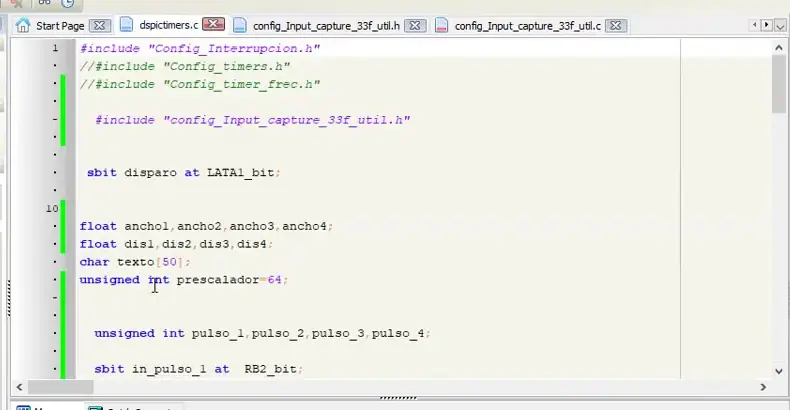 Start Page
dspictimers.c
config_Input_capture_33f_util.h
config_Input_capture_33f_util.c
1 #include "Config_Interrupcion.h"
//#include "Config_timers.h"
//#include "Config_timer_frec.h"
#include "config_Input_capture_33f_util.h"
sbit disparo at LATA1_bit;
10
float ancho1,ancho2,ancho3,ancho4;
float dis1,dis2,dis3,dis4;
char texto[50];
unsigned int prescalador=64;
unsigned int pulso_1,pulso_2,pulso_3,pulso_4;
sbit in_pulso_1 at RB2_bit;